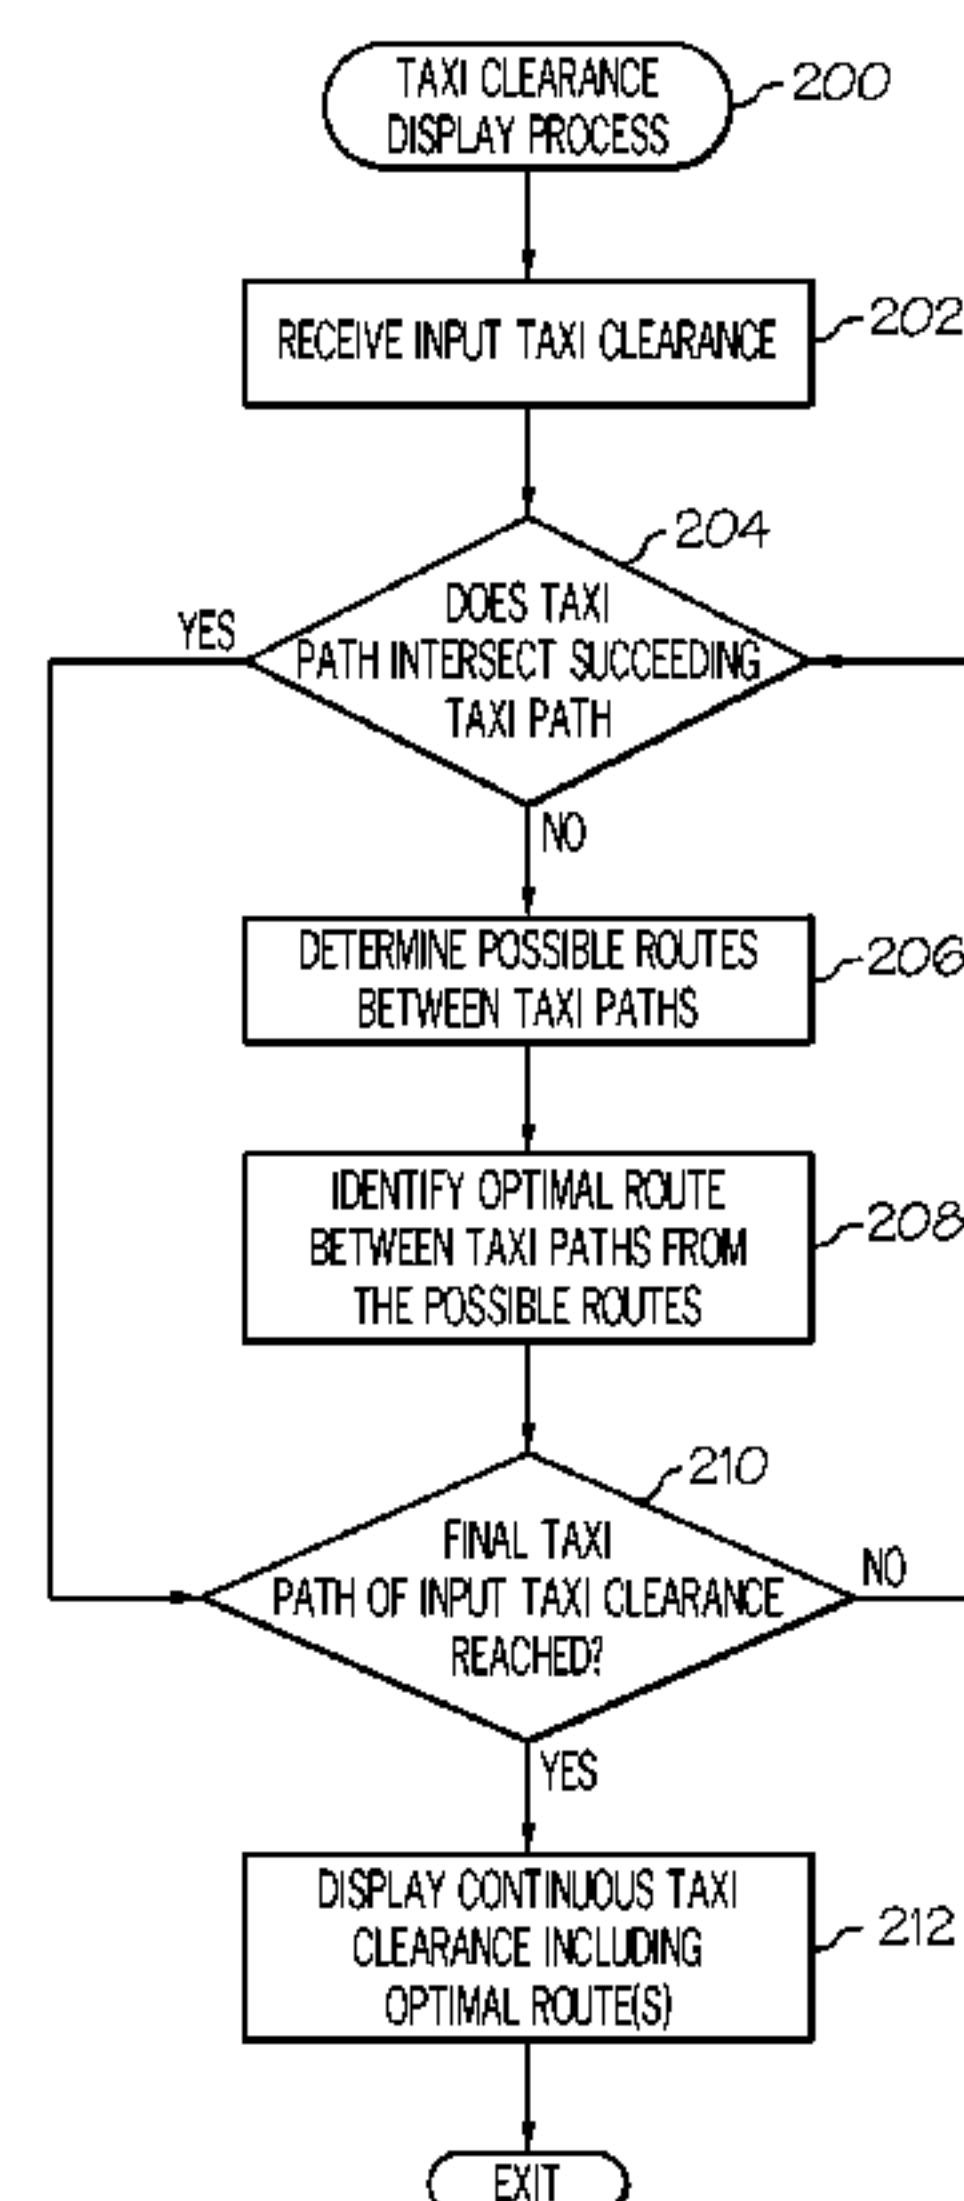 TAXI CLEARANCE
DISPLAY PROCESS
200
RECEIVE INPUT TAXI CLEARANCE
202
204
DOES TAXI
PATH INTERSECT SUCCEEDING
TAXI PATH
YES
NO
DETERMINE POSSIBLE ROUTES
BETWEEN TAXI PATHS
206
IDENTIFY OPTIMAL ROUTE
BETWEEN TAXI PATHS FROM
THE POSSIBLE ROUTES
208
210
FINAL TAXI
PATH OF INPUT TAXI CLEARANCE
REACHED?
NO
YES
DISPLAY CONTINUOUS TAXI
CLEARANCE INCLUDING
OPTIMAL ROUTE(S)
212
EXIT